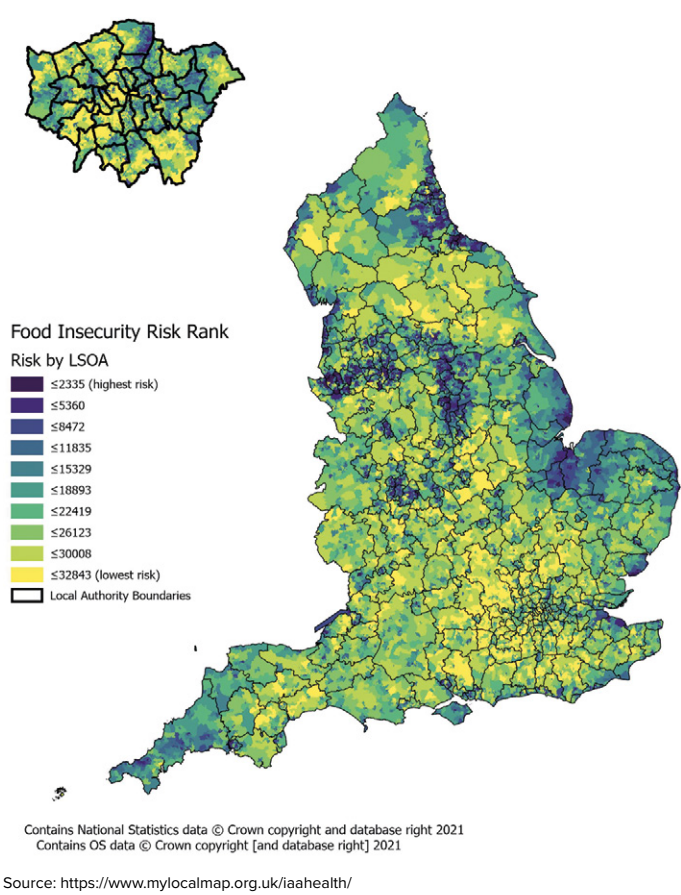 Food Insecurity Risk Rank
Risk by LSOA
≤2335 (highest risk)
≤5360
≤8472
≤11835
≤15329
≤18893
≤22419
≤26123
≤30008
≤32843 (lowest risk)
Local Authority Boundaries
Contains National Statistics data © Crown copyright and database right 2021
Contains OS data © Crown copyright [and database right] 2021
Source: https://www.mylocalmap.org.uk/iaahealth/